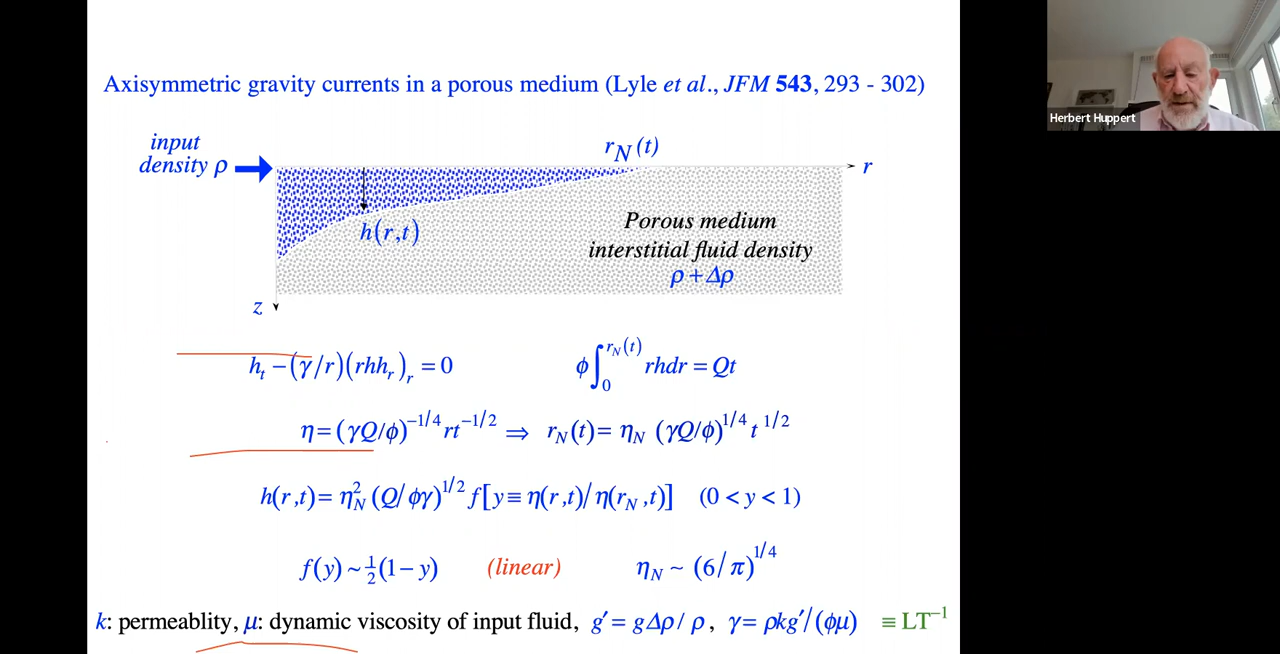 Axisymmetric gravity currents in a porous medium (Lyle et al., JFM 543, 293 - 302)
Herbert Huppert
input
density ρ
r_N(t)
r
h(r,t)
Porous medium
interstitial fluid density
ρ+Δρ
z
h_t − (γ/r)(rhh_r)_r = 0    ϕ∫_0^{r_N(t)} rhdr = Qt
η = (γQ/ϕ)^{−1/4} rt^{−1/2} ⇒ r_N(t) = η_N (γQ/ϕ)^{1/4} t^{1/2}
h(r,t) = η_N^2 (Q/ϕγ)^{1/2} f[y ≡ η(r,t)/η(r_N,t)]   (0 < y < 1)
f(y) ~ ½(1 − y)   (linear)   η_N ~ (6/π)^{1/4}
k: permeablity, μ: dynamic viscosity of input fluid, g′ = gΔρ/ρ, γ = ρkg′/(ϕμ) ≡ LT^{−1}